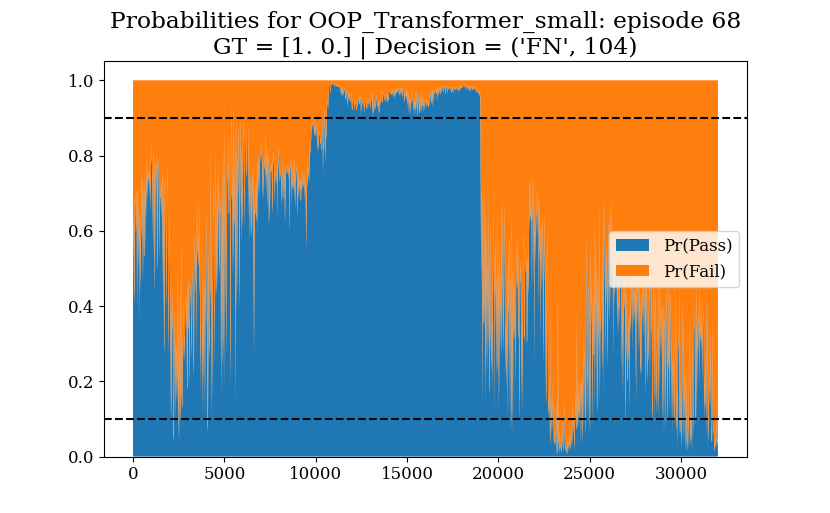 Probabilities for OOP_Transformer_small: episode 68
GT = [1. 0.] | Decision = ('FN', 104)
1.0
0.8
0.6
0.4
0.2
0.0
Pr(Pass)
Pr(Fail)
0 5000 10000 15000 20000 25000 30000